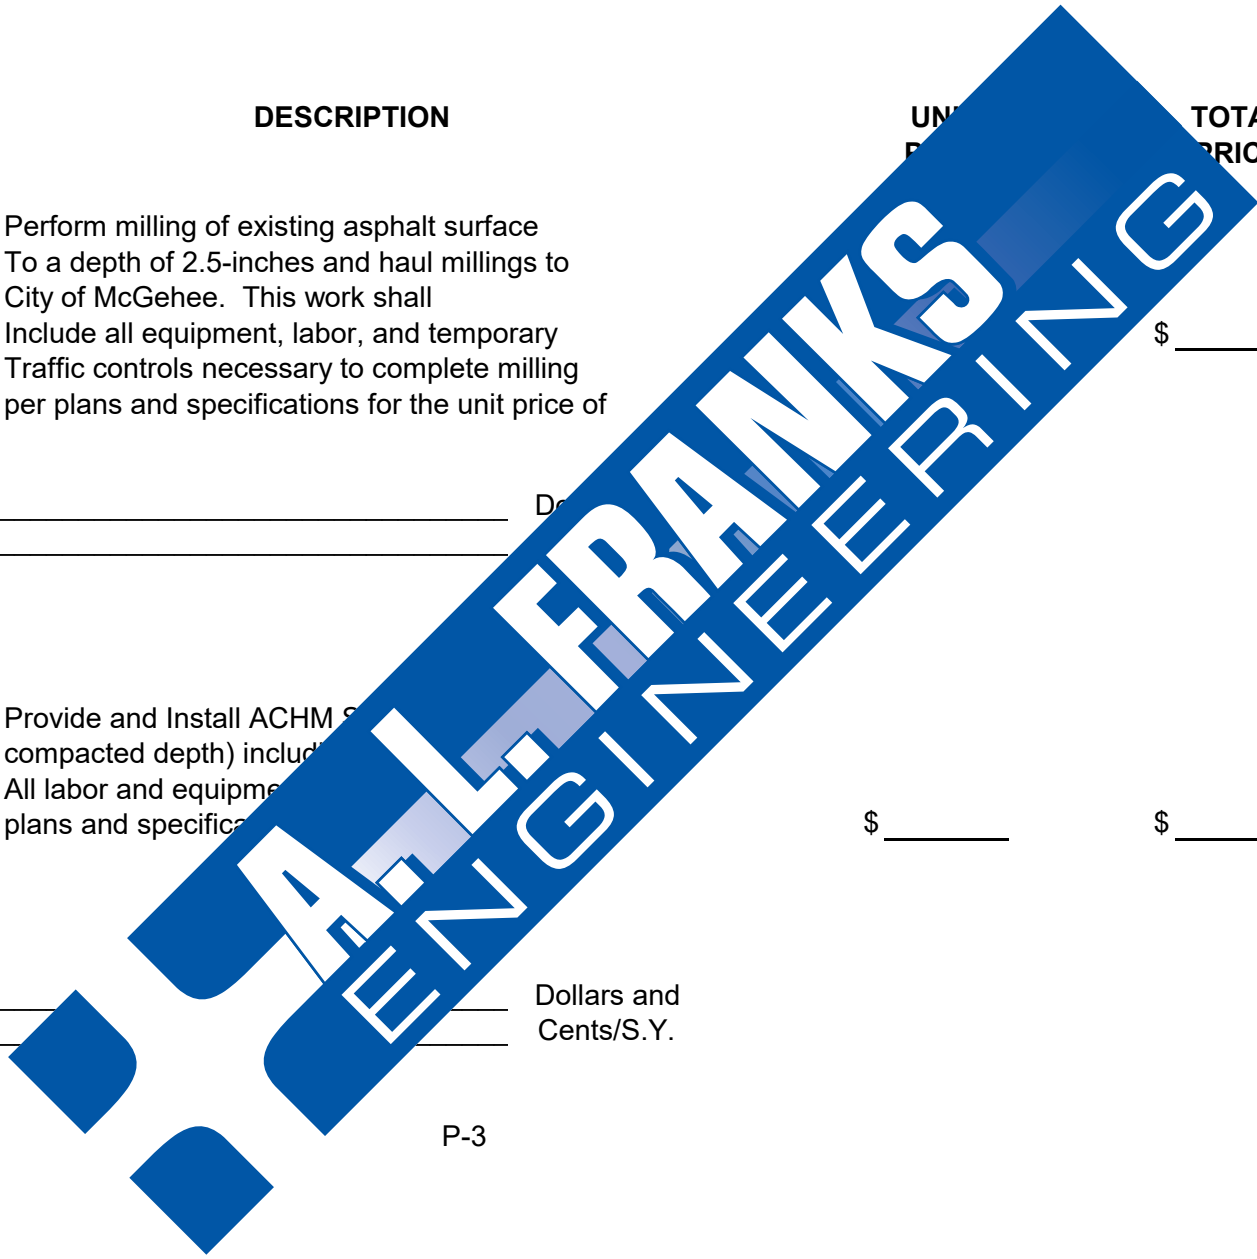 DESCRIPTION
Perform milling of existing asphalt surface
To a depth of 2.5-inches and haul millings to
City of McGehee. This work shall
Include all equipment, labor, and temporary
Traffic controls necessary to complete milling
per plans and specifications for the unit price of
$
Provide and Install ACHM
compacted depth)
All labor and
plans and
$ $
Dollars and
Cents/S.Y.
P-3
A.L. FRANKS
ENGINEERING